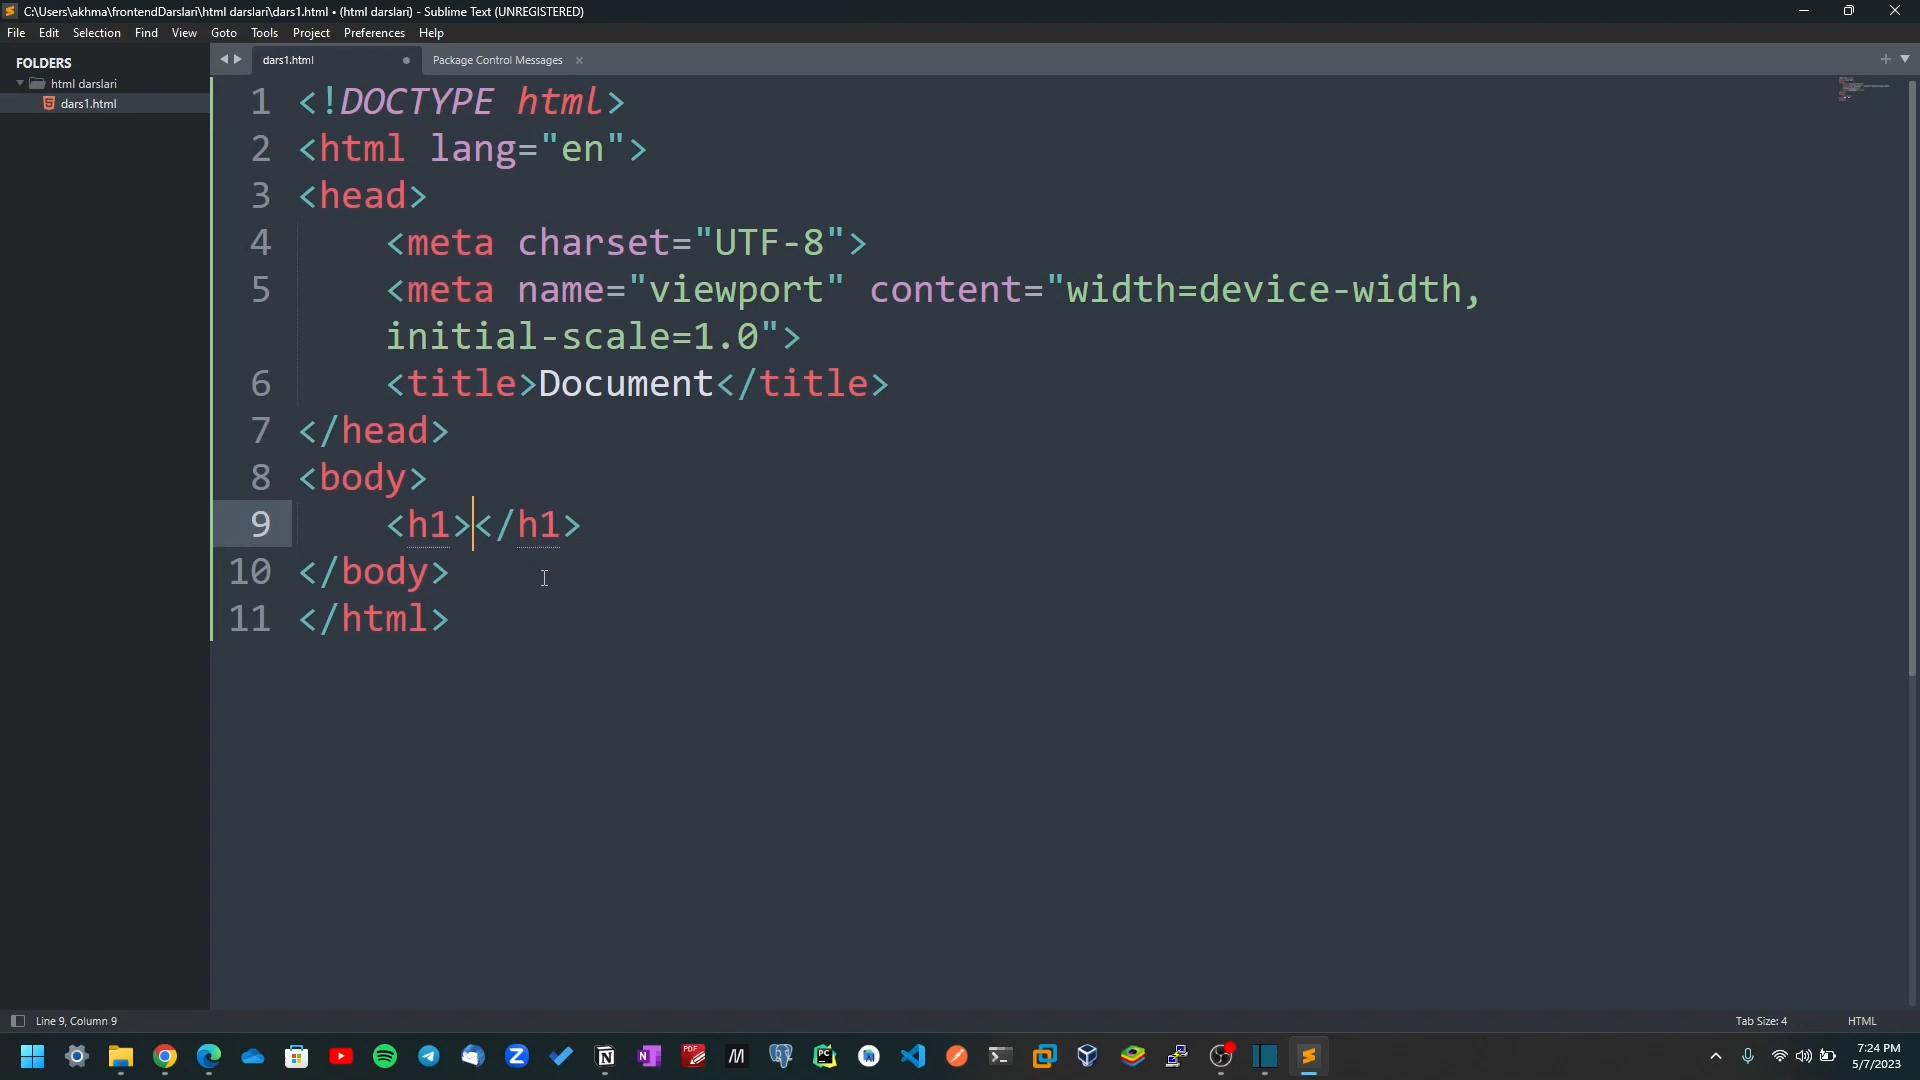 C:\Users\akhma\frontendDarslari\html darslari\dars1.html • (html darslari) - Sublime Text (UNREGISTERED)
File Edit Selection Find View Goto Tools Project Preferences Help
FOLDERS
html darslari
dars1.html
dars1.html
Package Control Messages
1 <!DOCTYPE html>
2 <html lang="en">
3 <head>
4 <meta charset="UTF-8">
5 <meta name="viewport" content="width=device-width,
initial-scale=1.0">
6 <title>Document</title>
7 </head>
8 <body>
9 <h1></h1>
10 </body>
11 </html>
Line 9, Column 9
Tab Size: 4
HTML
7:24 PM
5/7/2023